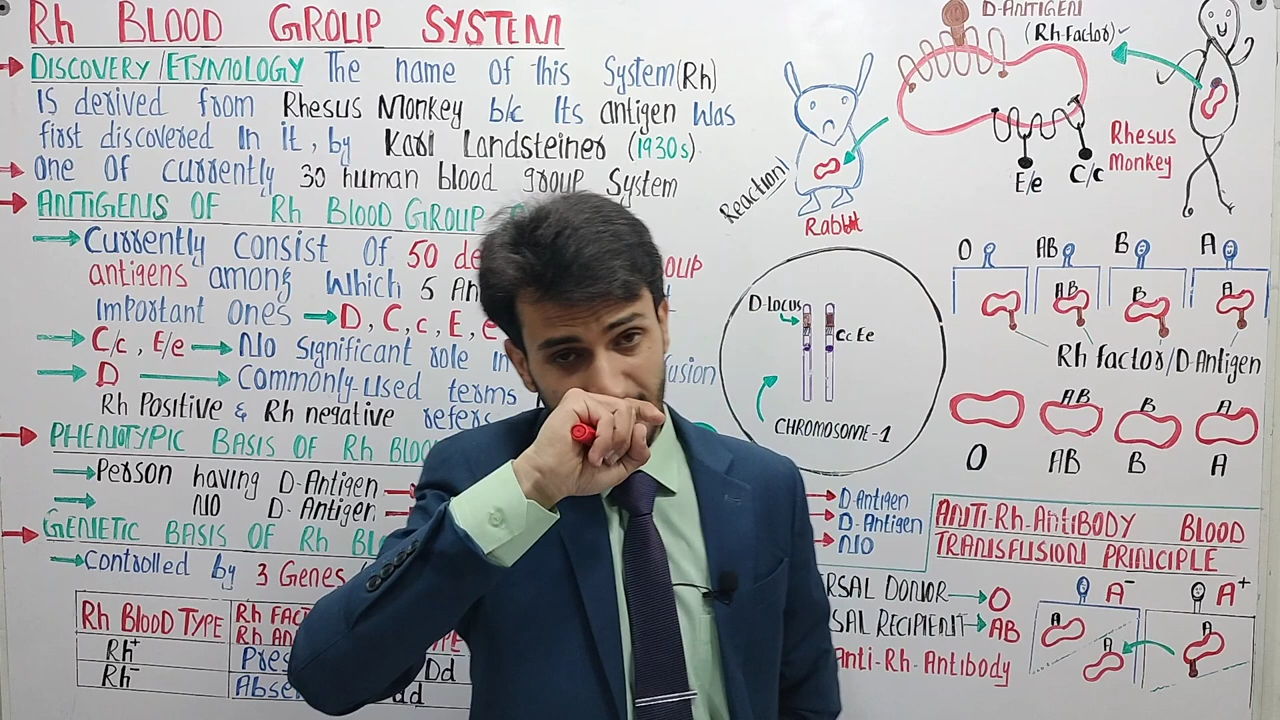 Rh BLOOD GROUP SYSTEM
DISCOVERY/ETYMOLOGY The name of this System(Rh)
Is derived from Rhesus Monkey b/c Its antigen was
first discovered In it, by Karl Landsteiner (1930s)
One Of currently 30 human blood group System
ANTIGENS OF Rh BLOOD GROUP
Currently consist Of 50
antigens among Which 5
Important Ones → D, C, c, E, e
C/c, E/e → No significant role in
D → Commonly-used terms
Rh Positive & Rh negative refers
PHENOTYPIC BASIS OF Rh
Person having D-Antigen
NO D-Antigen
GENETIC BASIS OF Rh
Controlled by 3 Genes
Rh BLOOD TYPE
Rh+
Rh-
Dd
dd
D-ANTIGEN
(Rh-Factor)
Rhesus
Monkey
E/e
C/c
Reaction!
Rabbit
D-LOCUS
Cc Ee
CHROMOSOME-1
O AB B A
AB B A
Rh factor/D-Antigen
AB B A
O AB B A
D-Antigen
D-Antigen
NO
ANTI-Rh-AntiBODY BLOOD
TRANSFUSION PRINCIPLE
DONOR → O
RECIPIENT → AB
Anti-Rh-Antibody
A- A+
A A
A